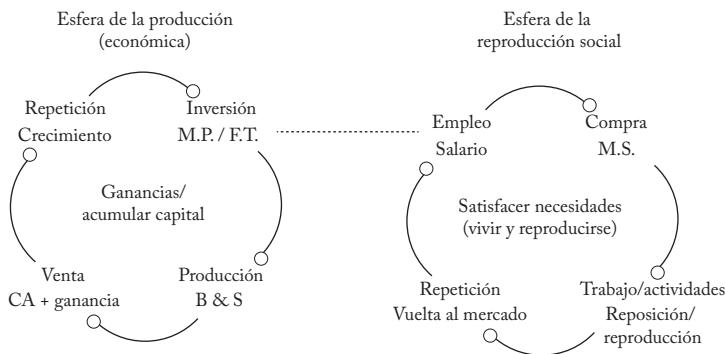 Esfera de la producción
(económica)
Repetición
Crecimiento
Inversión
M.P. / F.T.
Ganancias/
acumular capital
Venta
CA + ganancia
Producción
B & S
Esfera de la
reproducción social
Empleo
Salario
Compra
M.S.
Satisfacer necesidades
(vivir y reproducirse)
Repetición
Vuelta al mercado
Trabajo/actividades
Reposición/
reproducción